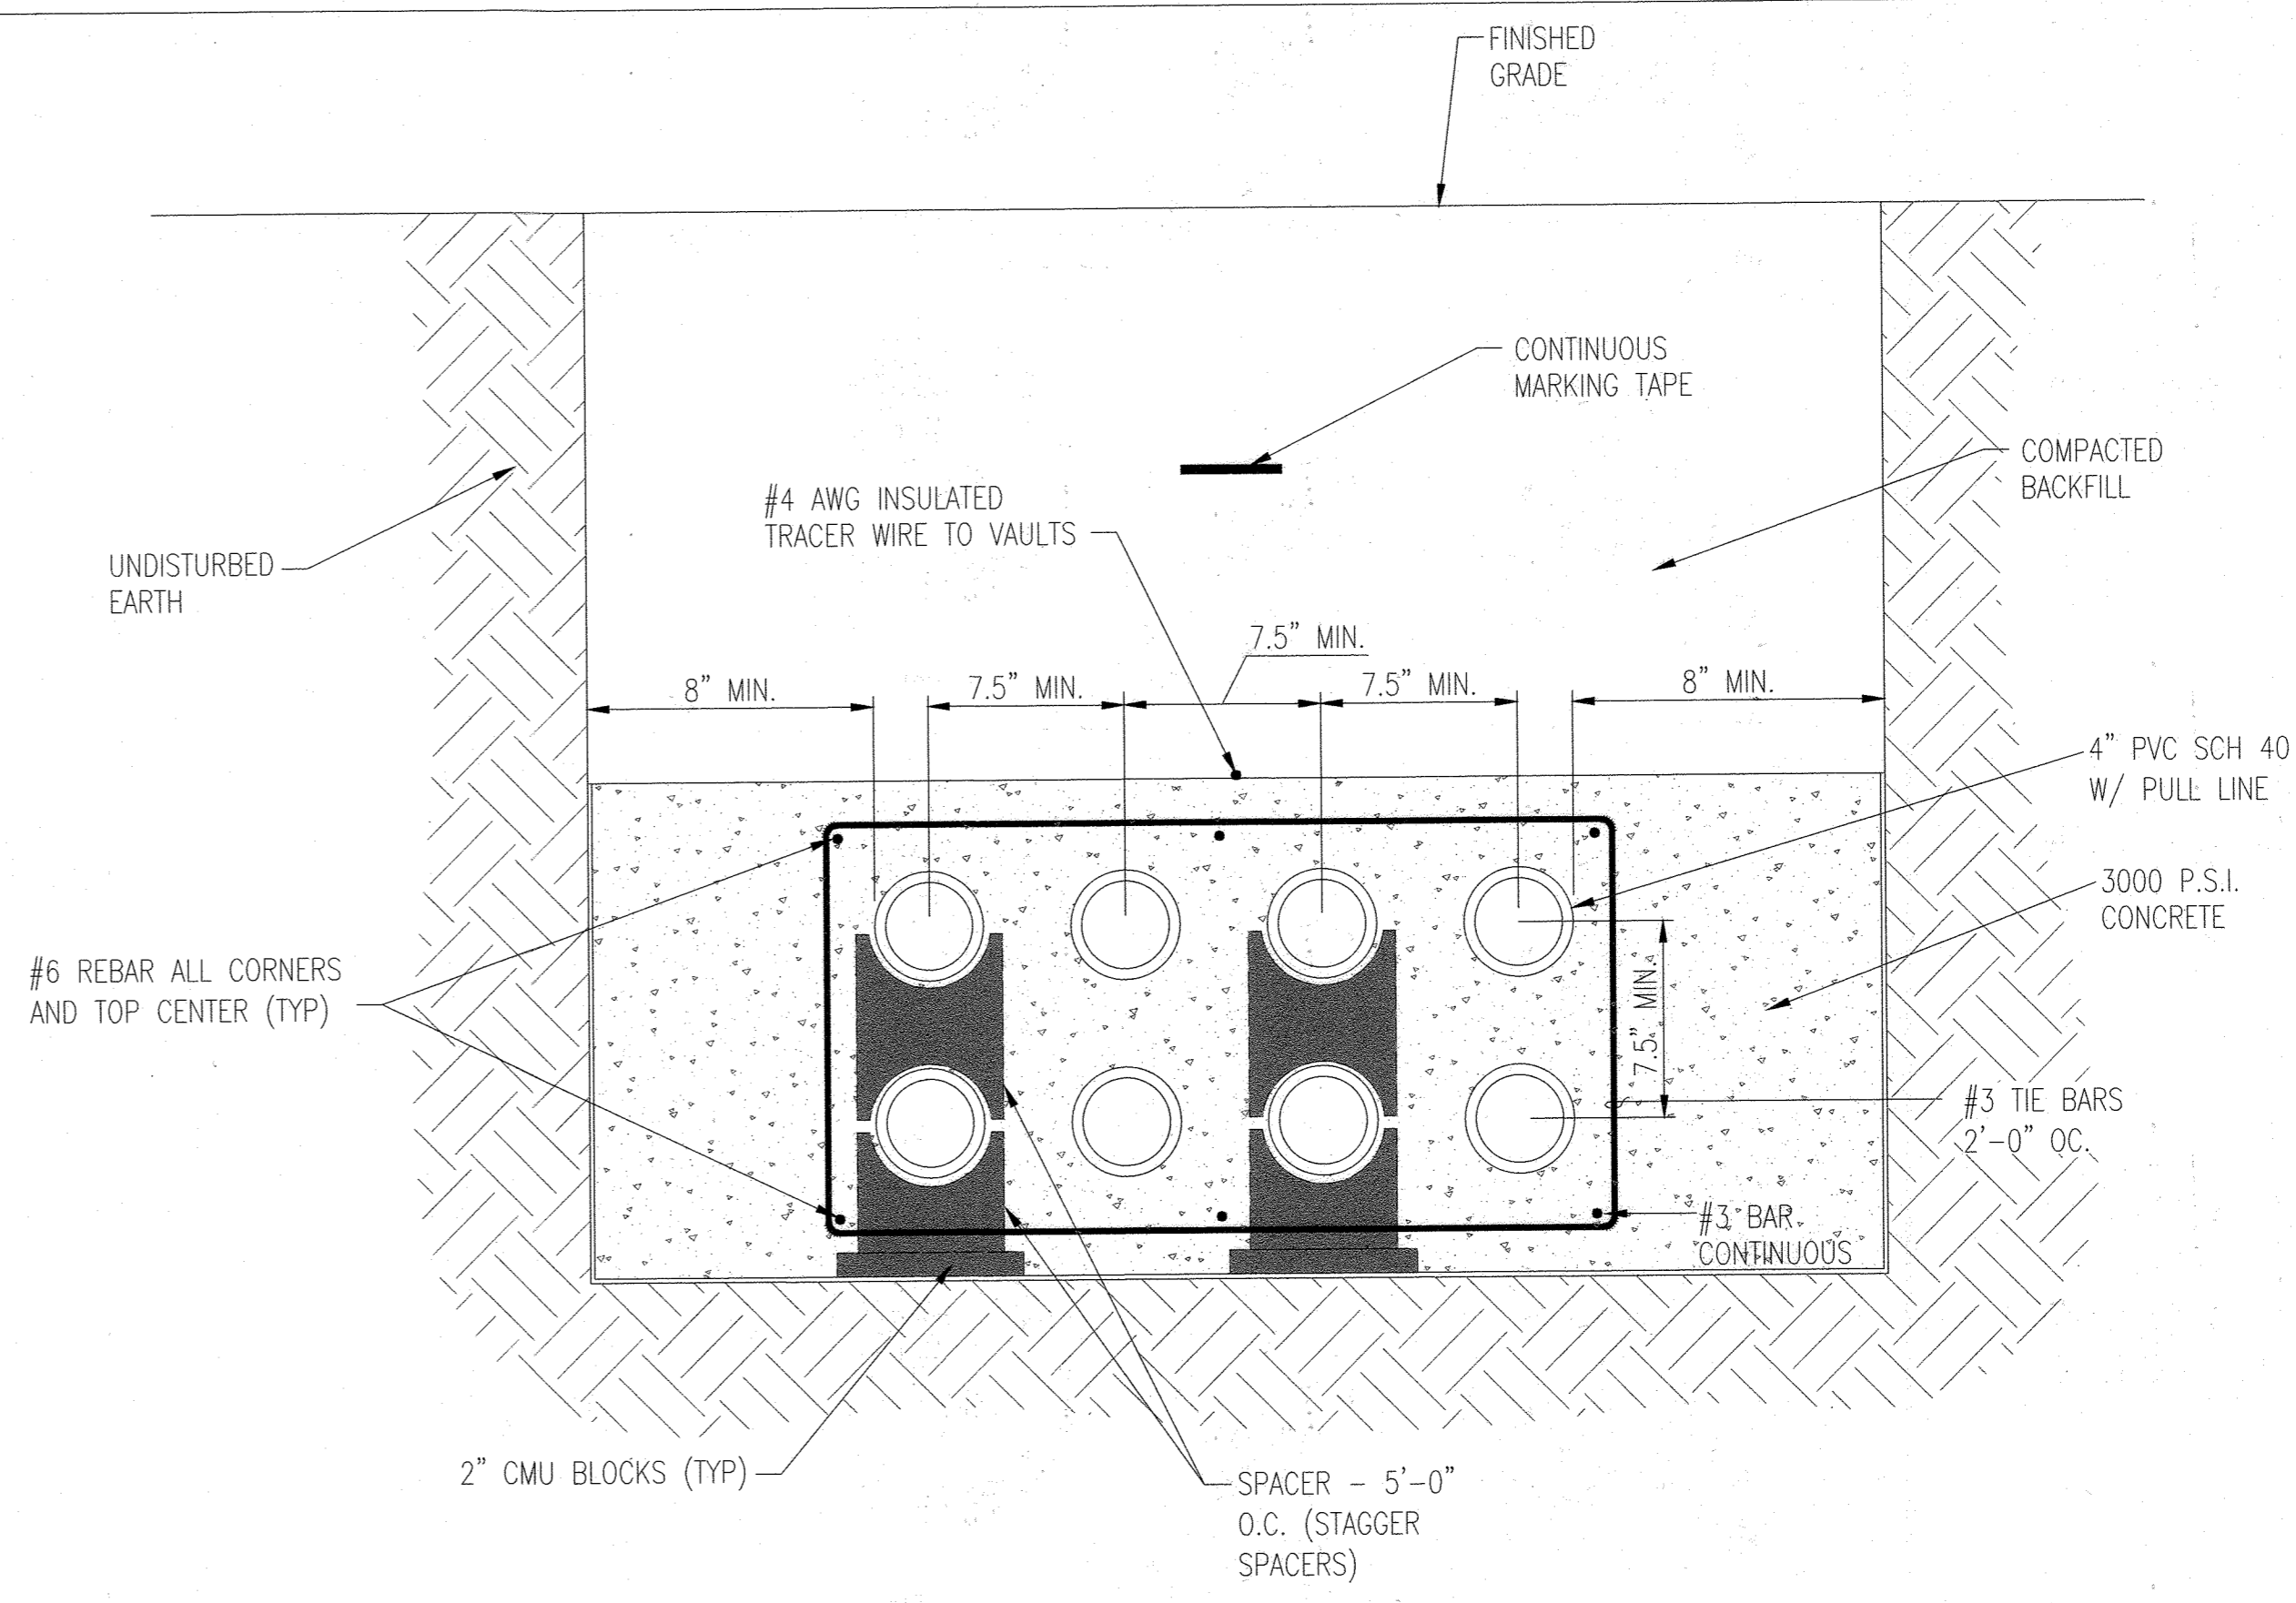 FINISHED
GRADE
CONTINUOUS
MARKING TAPE
COMPACTED
BACKFILL
#4 AWG INSULATED
TRACER WIRE TO VAULTS
UNDISTURBED
EARTH
7.5" MIN.
8" MIN.
7.5" MIN.
7.5" MIN.
8" MIN.
4" PVC SCH 40
W/ PULL LINE
3000 P.S.I.
CONCRETE
#6 REBAR ALL CORNERS
AND TOP CENTER (TYP)
7.5" MIN.
#3 TIE BARS
2'-0" OC.
#3 BAR
CONTINUOUS
2" CMU BLOCKS (TYP)
SPACER - 5'-0"
O.C. (STAGGER
SPACERS)